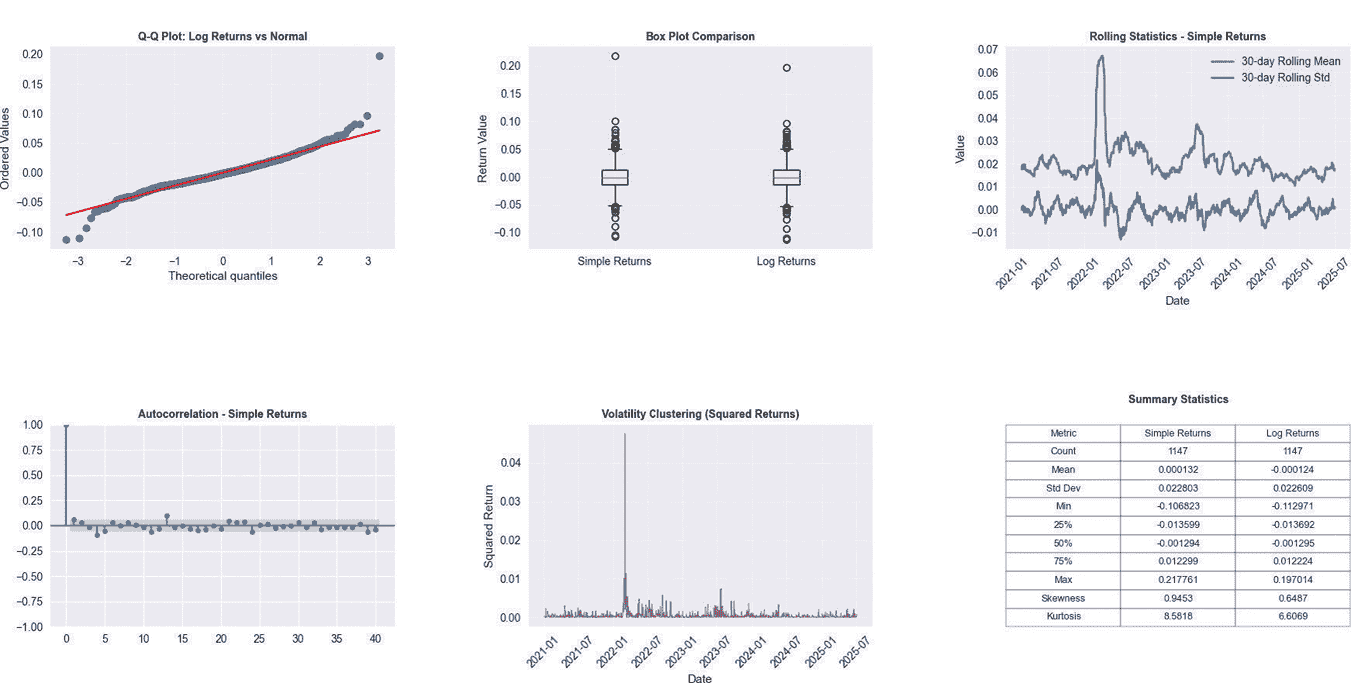 Q-Q Plot: Log Returns vs Normal
Ordered Values
0.20
0.15
0.10
0.05
0.00
−0.05
−0.10
−3 −2 −1 0 1 2 3
Theoretical quantiles
Box Plot Comparison
Return Value
0.20
0.15
0.10
0.05
0.00
−0.05
−0.10
Simple Returns Log Returns
Rolling Statistics - Simple Returns
30-day Rolling Mean
30-day Rolling Std
Value
0.07
0.06
0.05
0.04
0.03
0.02
0.01
0.00
−0.01
2021-01 2021-07 2022-01 2022-07 2023-01 2023-07 2024-01 2024-07 2025-01 2025-07
Date
Autocorrelation - Simple Returns
1.00
0.75
0.50
0.25
0.00
−0.25
−0.50
−0.75
−1.00
0 5 10 15 20 25 30 35 40
Volatility Clustering (Squared Returns)
Squared Return
0.04
0.03
0.02
0.01
0.00
2021-01 2021-07 2022-01 2022-07 2023-01 2023-07 2024-01 2024-07 2025-01 2025-07
Date
Summary Statistics
Metric Simple Returns Log Returns
Count 1147 1147
Mean 0.000132 -0.000124
Std Dev 0.022803 0.022609
Min -0.106823 -0.112971
25% -0.013599 -0.013692
50% -0.001294 -0.001295
75% 0.012299 0.012224
Max 0.217761 0.197014
Skewness 0.9453 0.6487
Kurtosis 8.5818 6.6069